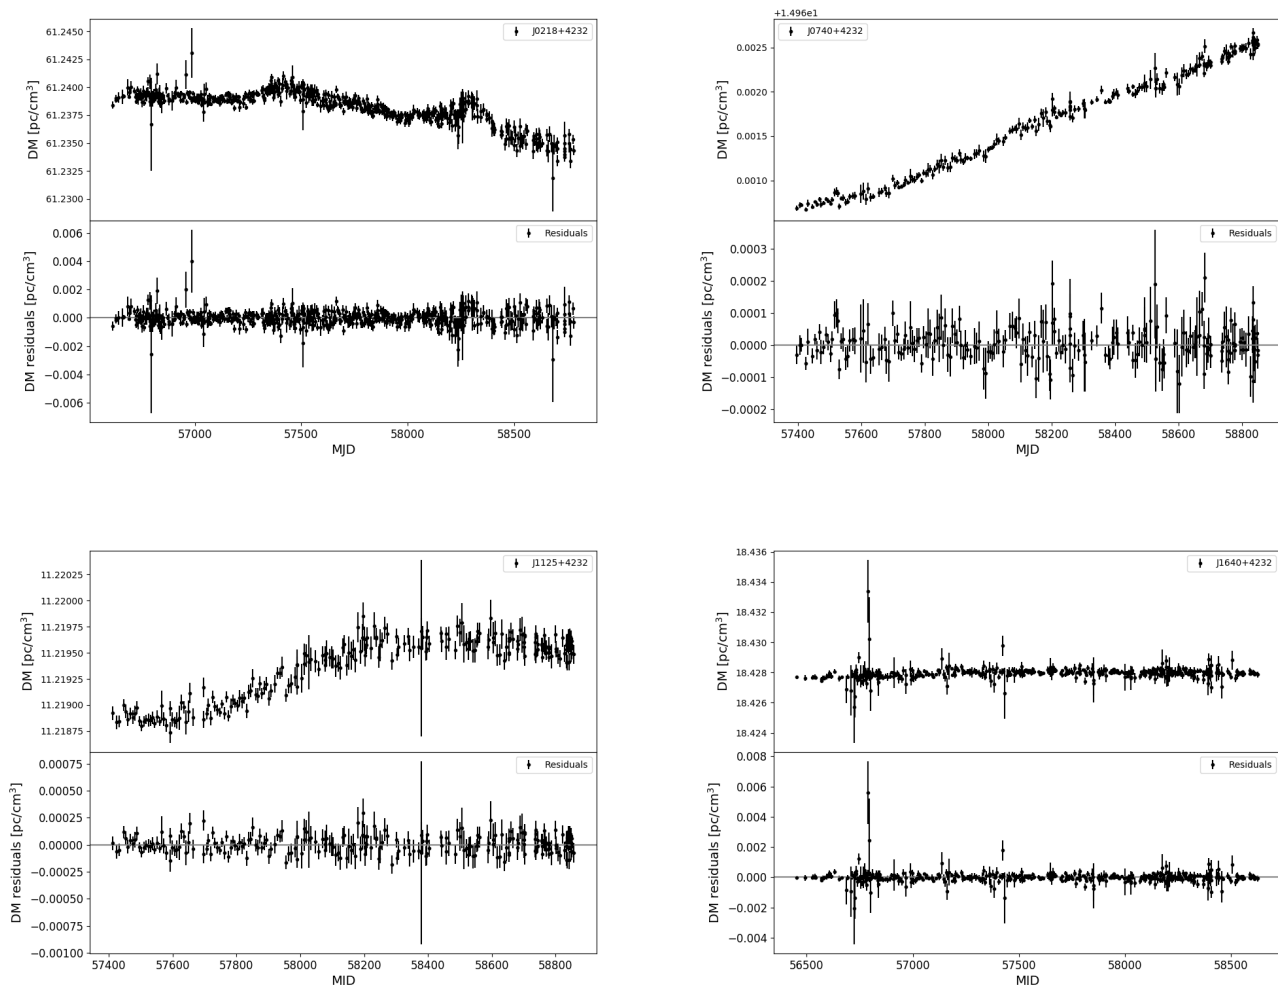 61.2450
61.2425
61.2400
61.2375
61.2350
61.2325
61.2300
DM [pc/cm³]
J0218+4232
0.006
0.004
0.002
0.000
−0.002
−0.004
−0.006
DM residuals [pc/cm³]
Residuals
57000 57500 58000 58500
MJD
+1.496e1
0.0025
0.0020
0.0015
0.0010
DM [pc/cm³]
J0740+4232
0.0003
0.0002
0.0001
0.0000
−0.0001
−0.0002
DM residuals [pc/cm³]
Residuals
57400 57600 57800 58000 58200 58400 58600 58800
MJD
11.22025
11.22000
11.21975
11.21950
11.21925
11.21900
11.21875
DM [pc/cm³]
J1125+4232
0.00075
0.00050
0.00025
0.00000
−0.00025
−0.00050
−0.00075
−0.00100
DM residuals [pc/cm³]
Residuals
57400 57600 57800 58000 58200 58400 58600 58800
MJD
18.436
18.434
18.432
18.430
18.428
18.426
18.424
DM [pc/cm³]
J1640+4232
0.008
0.006
0.004
0.002
0.000
−0.002
−0.004
DM residuals [pc/cm³]
Residuals
56500 57000 57500 58000 58500
MJD